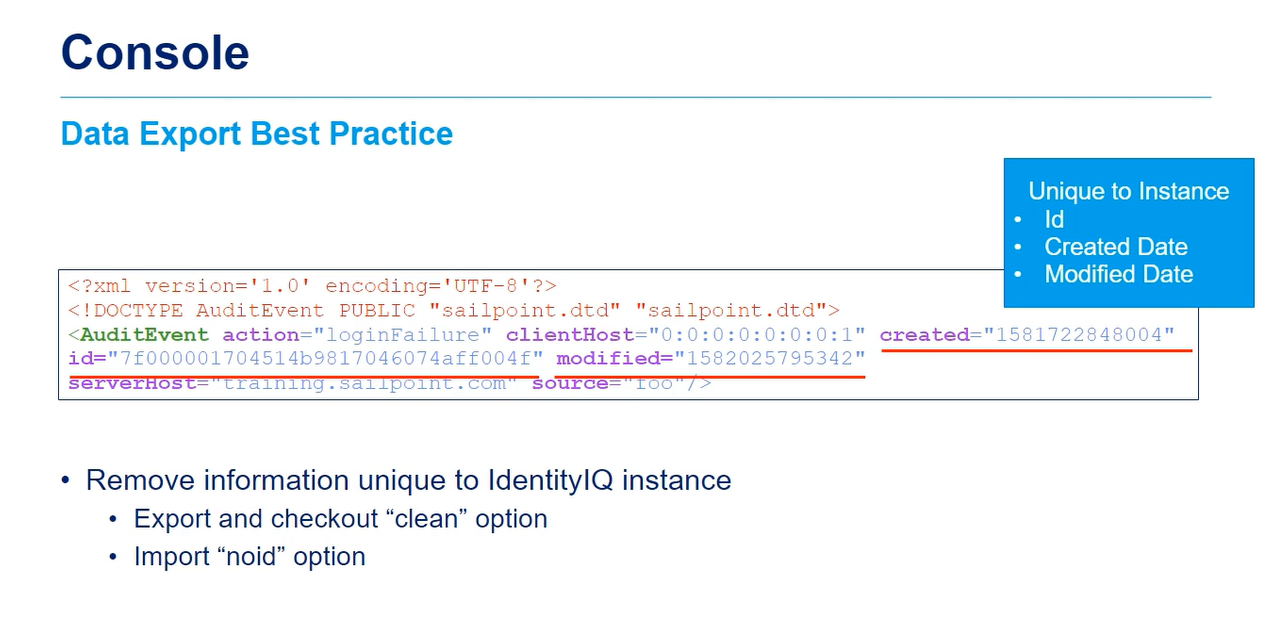 Console
Data Export Best Practice
Unique to Instance
• Id
• Created Date
• Modified Date
<?xml version='1.0' encoding='UTF-8'?>
<!DOCTYPE AuditEvent PUBLIC "sailpoint.dtd" "sailpoint.dtd">
<AuditEvent action="loginFailure" clientHost="0:0:0:0:0:0:0:1" created="1581722848004"
id="7f000001704514b9817046074aff004f" modified="1582025795342"
serverHost="training.sailpoint.com" source="foo"/>
• Remove information unique to IdentityIQ instance
• Export and checkout “clean” option
• Import “noid” option